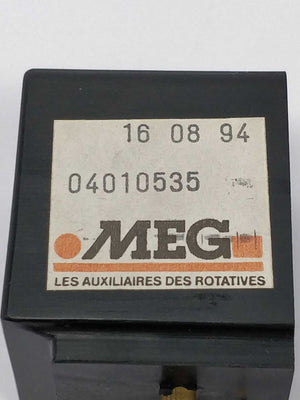 16 08 94
04010535
MEG
LES AUXILIAIRES DES ROTATIVES